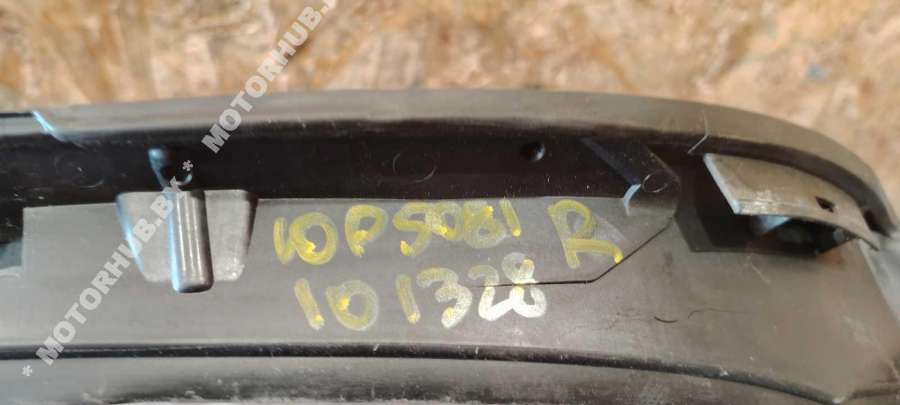 * MOTORHUB.BY * MOTORHUB.BY
10P5081 R
101328